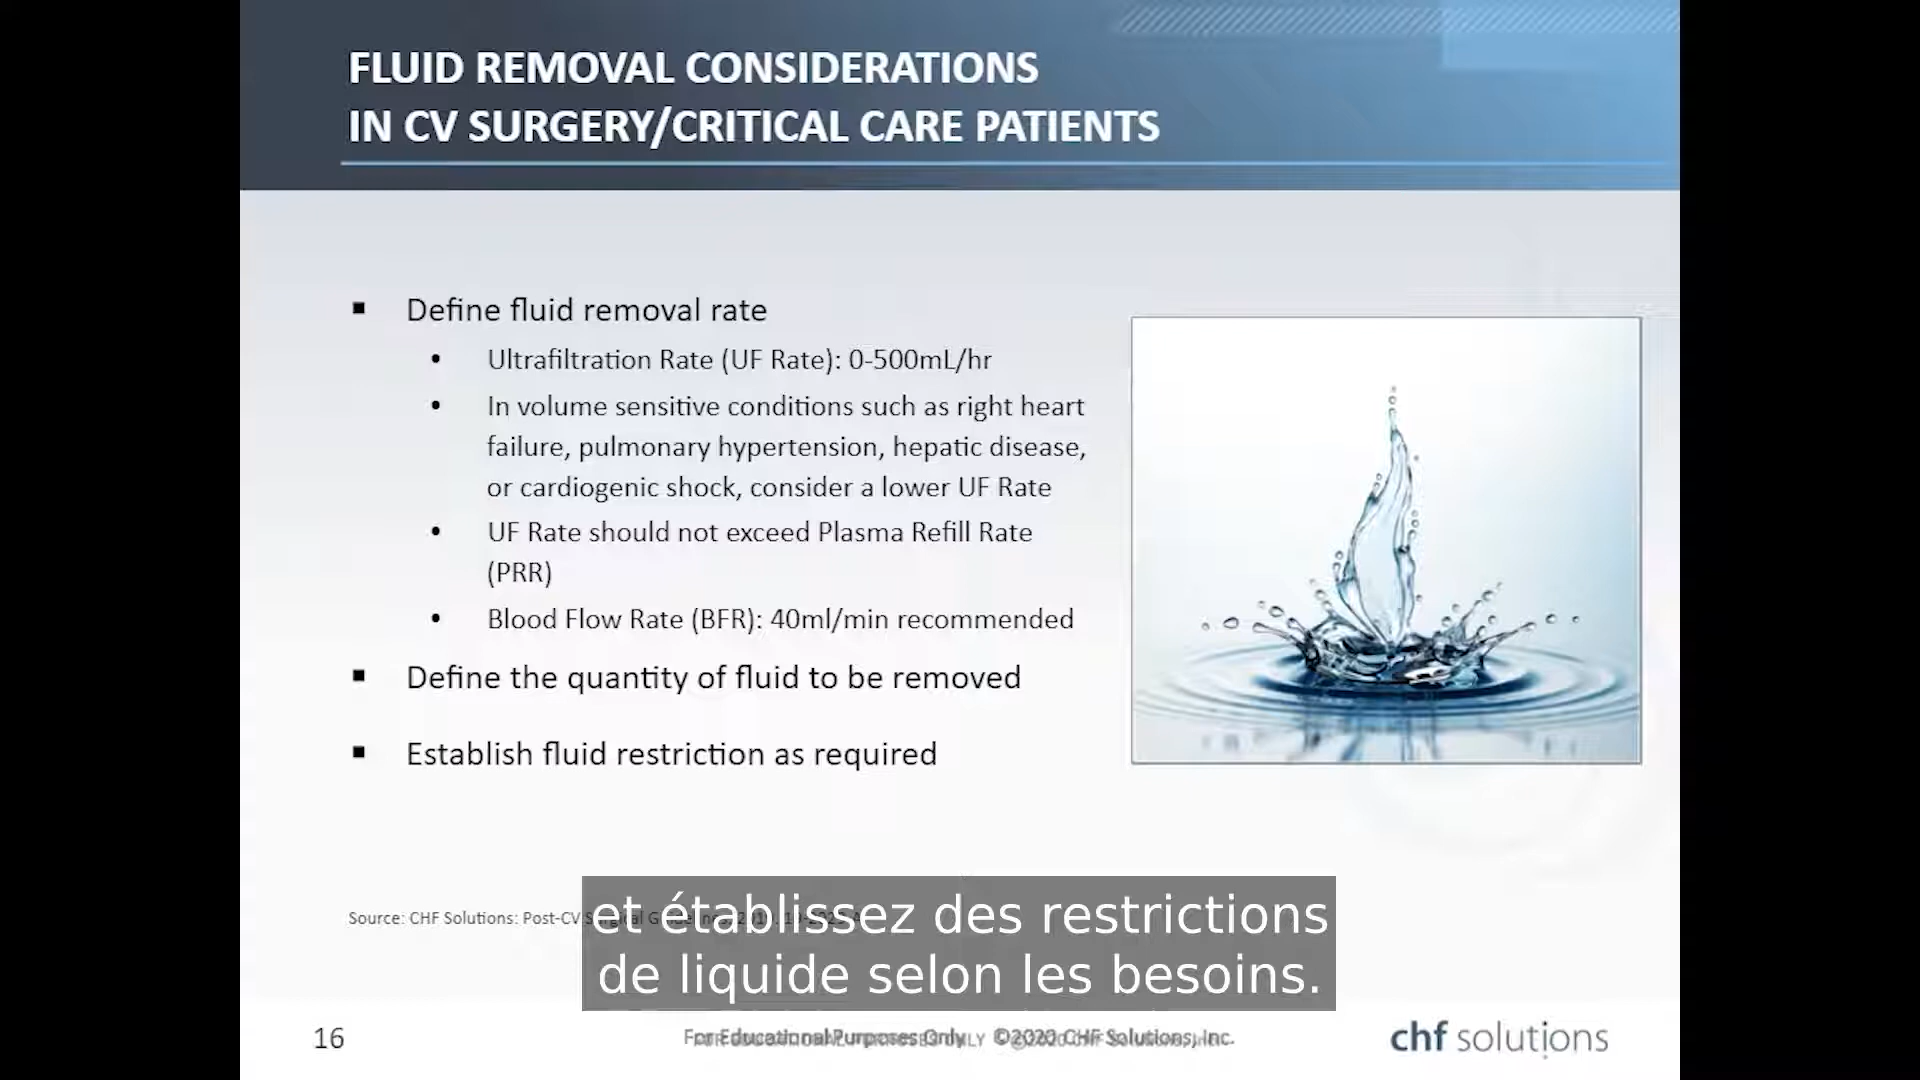 FLUID REMOVAL CONSIDERATIONS
IN CV SURGERY/CRITICAL CARE PATIENTS
▪ Define fluid removal rate
• Ultrafiltration Rate (UF Rate): 0-500mL/hr
• In volume sensitive conditions such as right heart
failure, pulmonary hypertension, hepatic disease,
or cardiogenic shock, consider a lower UF Rate
• UF Rate should not exceed Plasma Refill Rate
(PRR)
• Blood Flow Rate (BFR): 40ml/min recommended
▪ Define the quantity of fluid to be removed
▪ Establish fluid restriction as required
Source: CHF Solutions: Post-CV
et établissez des restrictions
de liquide selon les besoins.
16
For Educational Purposes Only ©2020 CHF Solutions, Inc.
chf solutions